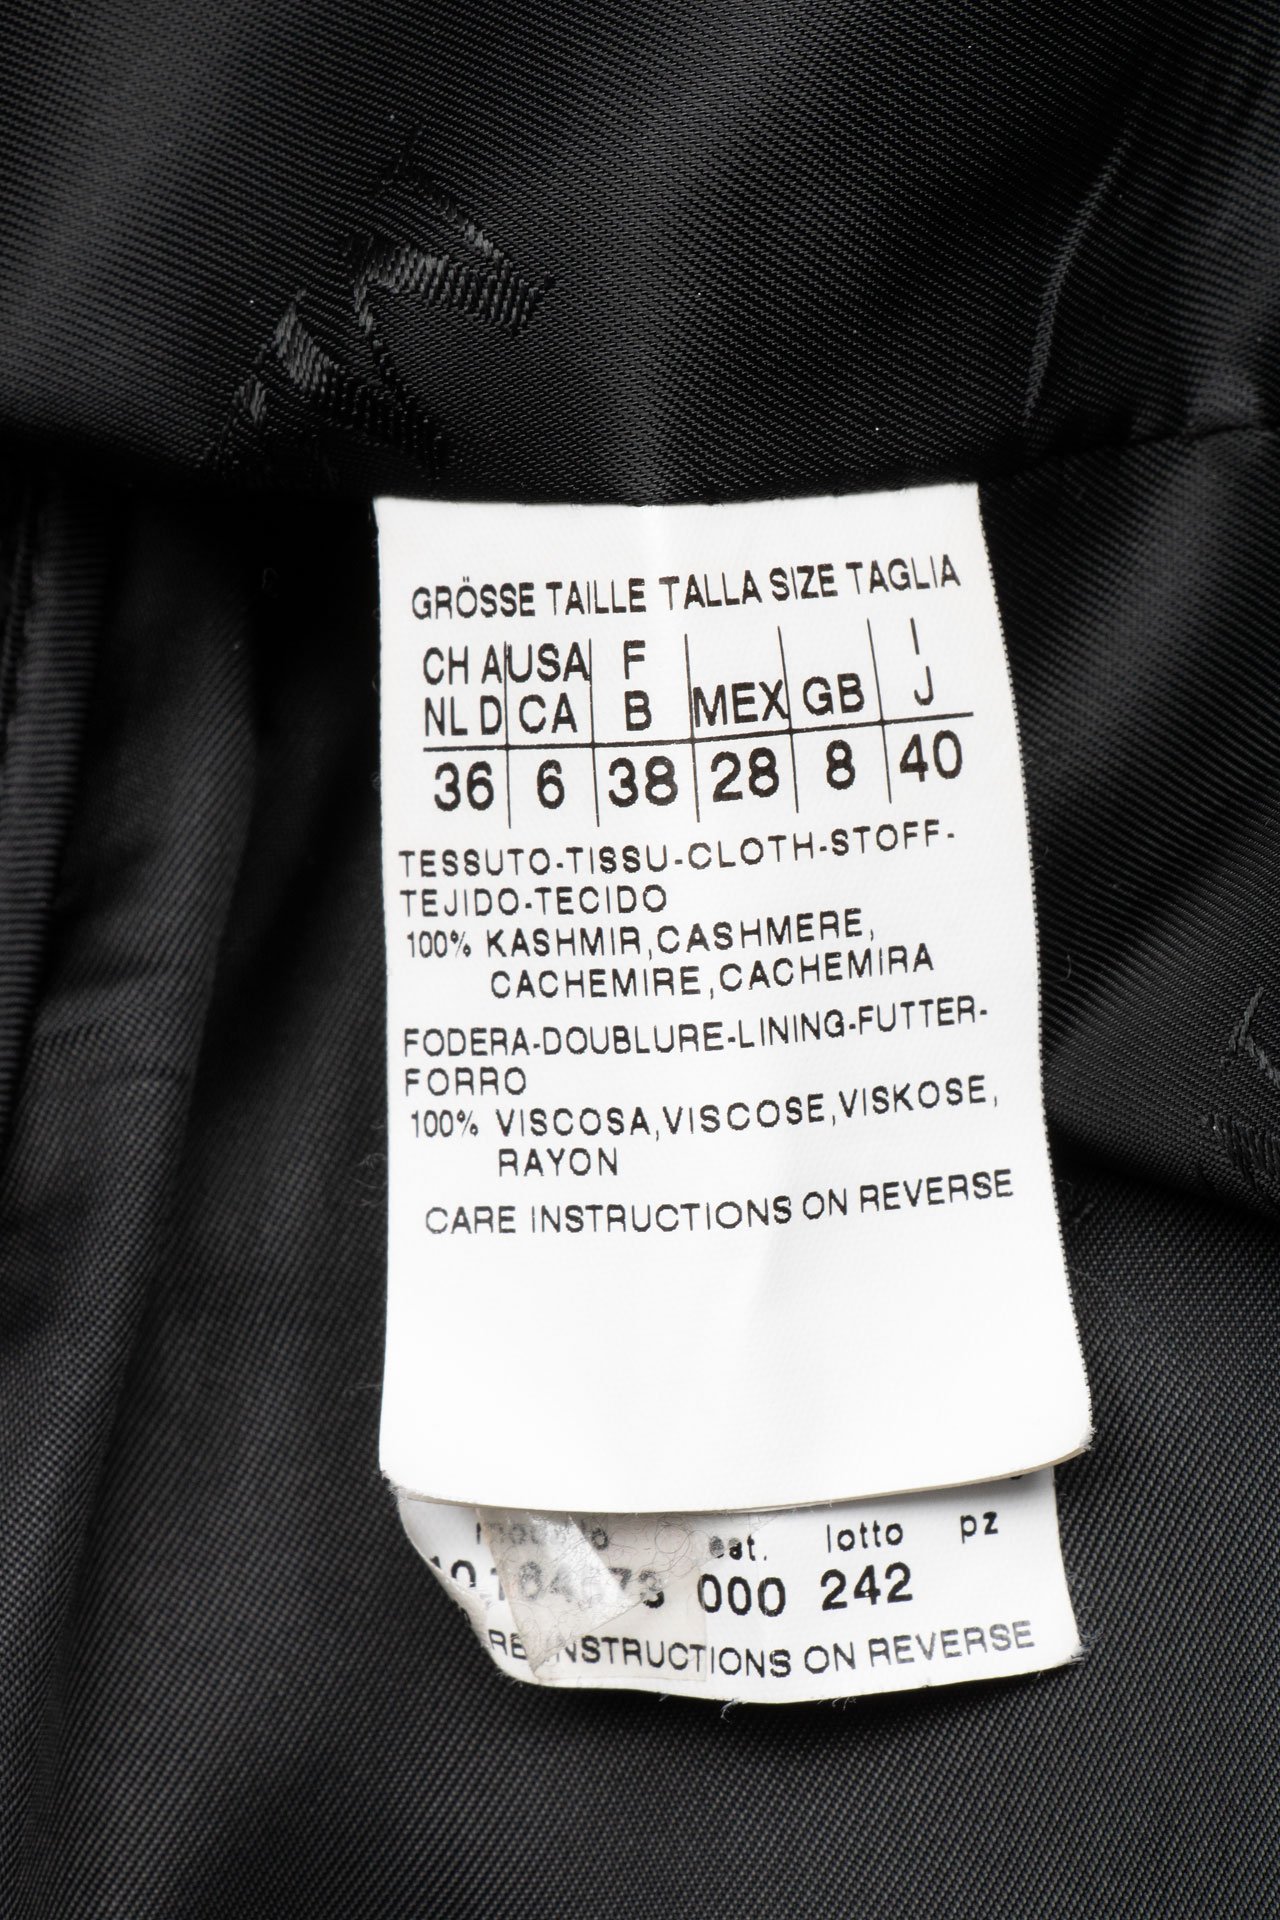 GRÖSSE TAILLE TALLA SIZE TAGLIA
CH A USA F I
NL D CA B MEX GB J
36 6 38 28 8 40
TESSUTO-TISSU-CLOTH-STOFF-
TEJIDO-TECIDO
100% KASHMIR,CASHMERE,
CACHEMIRE,CACHEMIRA
FODERA-DOUBLURE-LINING-FUTTER-
FORRO
100% VISCOSA,VISCOSE,VISKOSE,
RAYON
CARE INSTRUCTIONS ON REVERSE
lotto pz
000 242
INSTRUCTIONS ON REVERSE